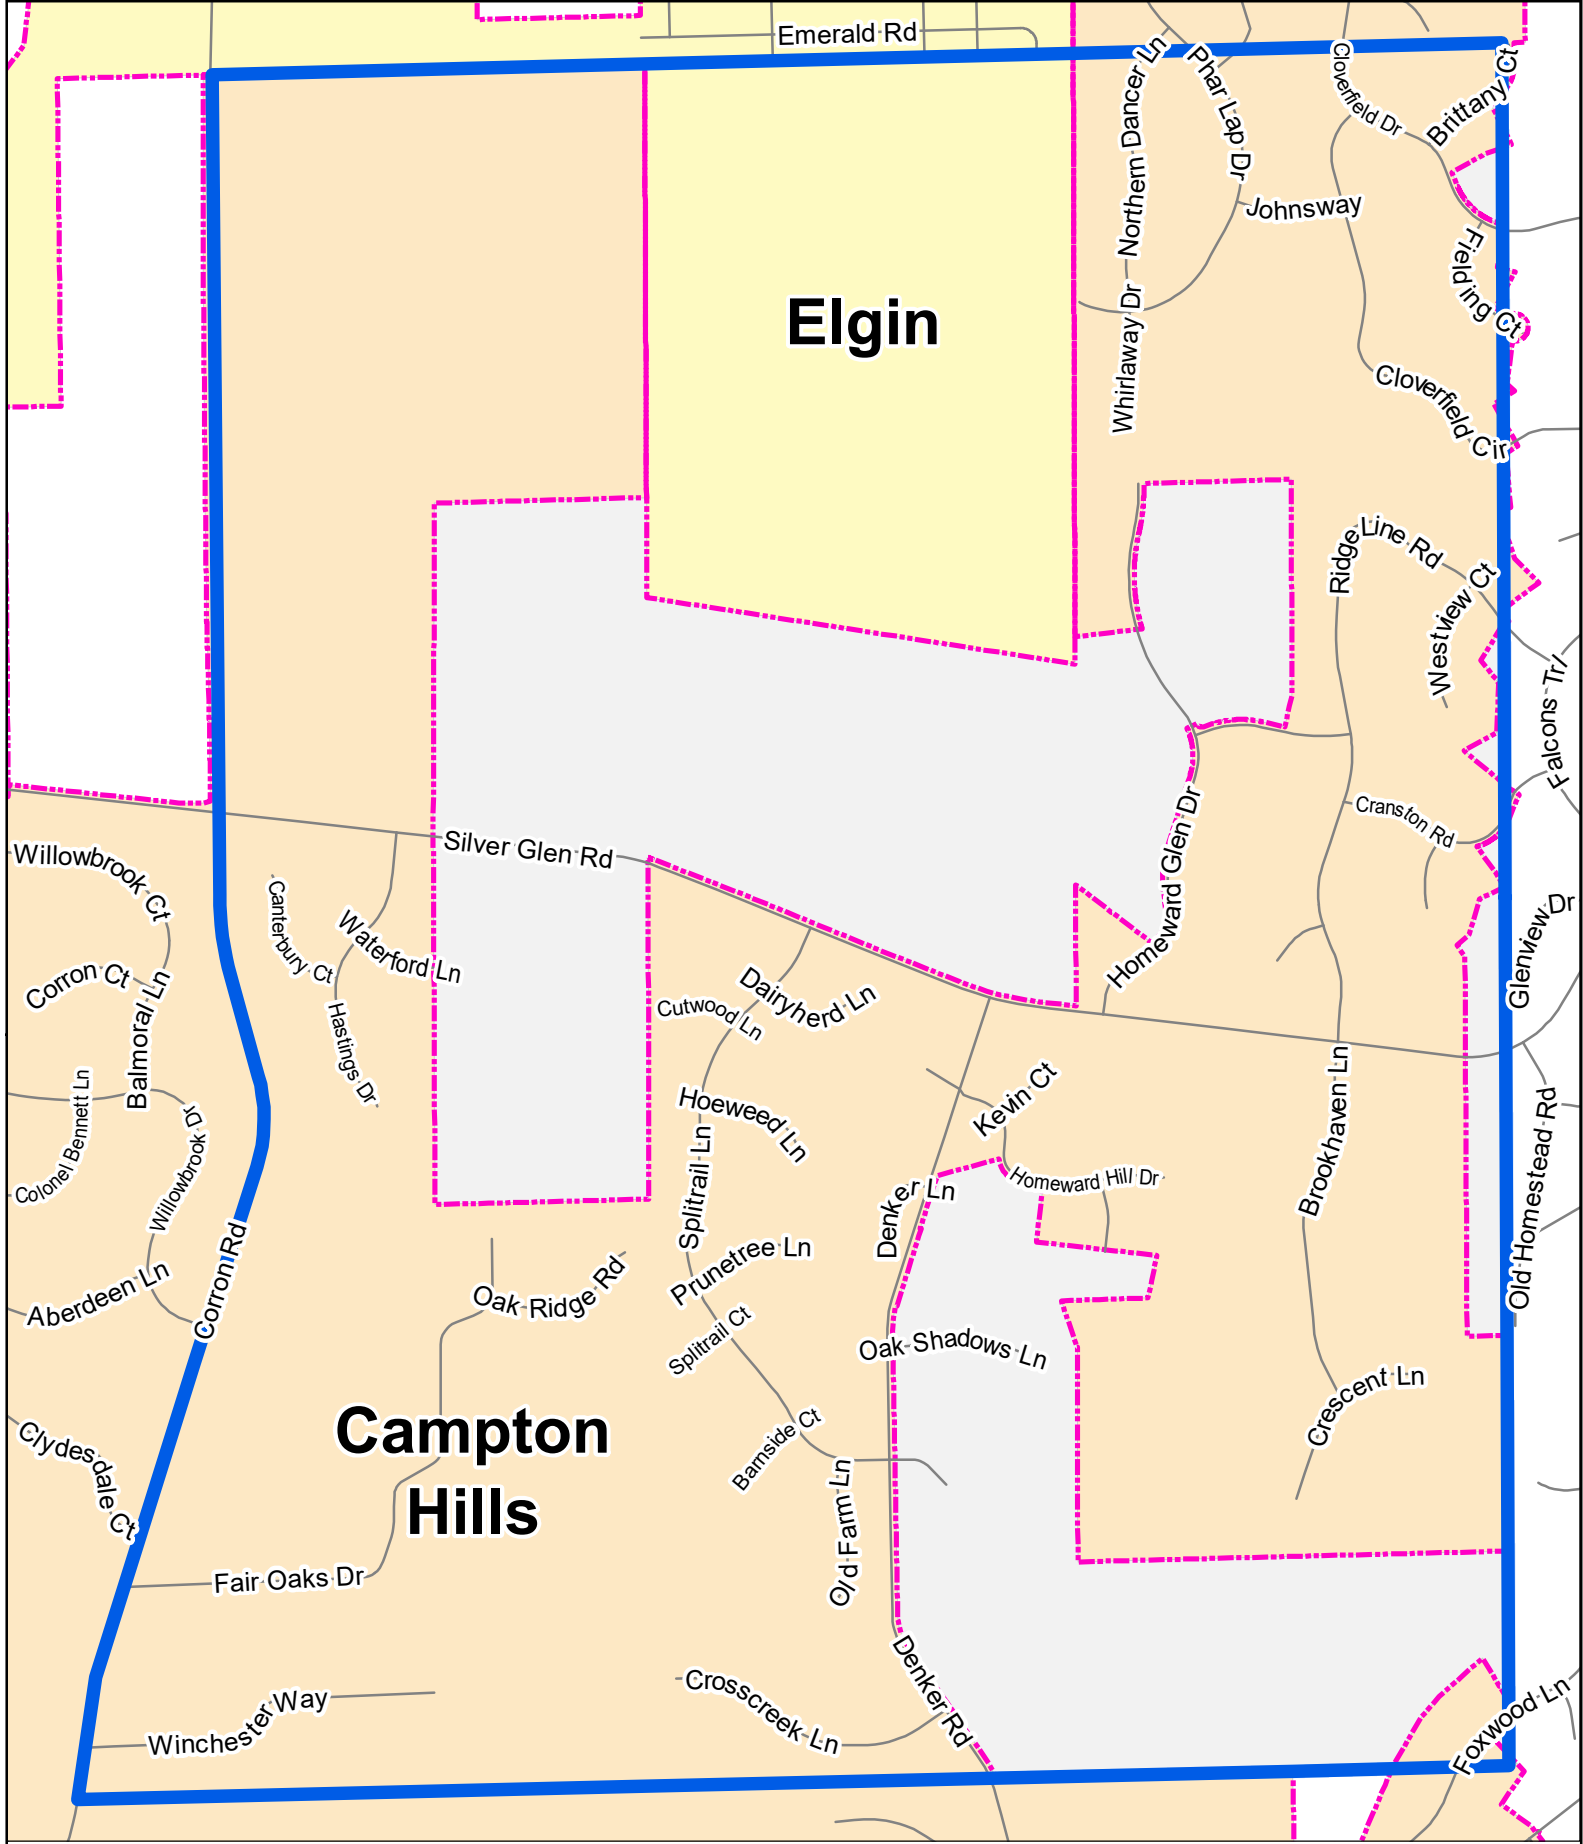 Emerald Rd
Northern Dancer Ln
Phar Lap Dr
Cloverfield Dr
Brittany Ct
Johnsway
Fielding Ct
Elgin
Whirlaway Dr
Cloverfield Cir
Ridge Line Rd
Westview Ct
Falcons Trl
Homeward Glen Dr
Cranston Rd
Silver Glen Rd
Willowbrook Ct
Canterbury Ct
Waterford Ln
Glenview Dr
Corron Ct
Balmoral Ln
Hastings Dr
Cutwood Ln
Dairyherd Ln
Colonel Bennett Ln
Willowbrook Dr
Hoeweed Ln
Splitrail Ln
Kevin Ct
Homeward Hill Dr
Denker Ln
Brookhaven Ln
Old Homestead Rd
Corron Rd
Aberdeen Ln
Oak Ridge Rd
Prunetree Ln
Splitrail Ct
Oak Shadows Ln
Crescent Ln
Campton
Hills
Clydesdale Ct
Barnside Ct
Old Farm Ln
Fair Oaks Dr
Winchester Way
Crosscreek Ln
Denker Rd
Foxwood Ln